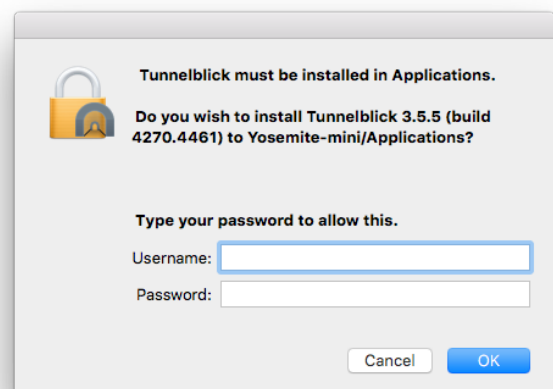 Tunnelblick must be installed in Applications.
Do you wish to install Tunnelblick 3.5.5 (build
4270.4461) to Yosemite-mini/Applications?
Type your password to allow this.
Username:
Password:
Cancel OK